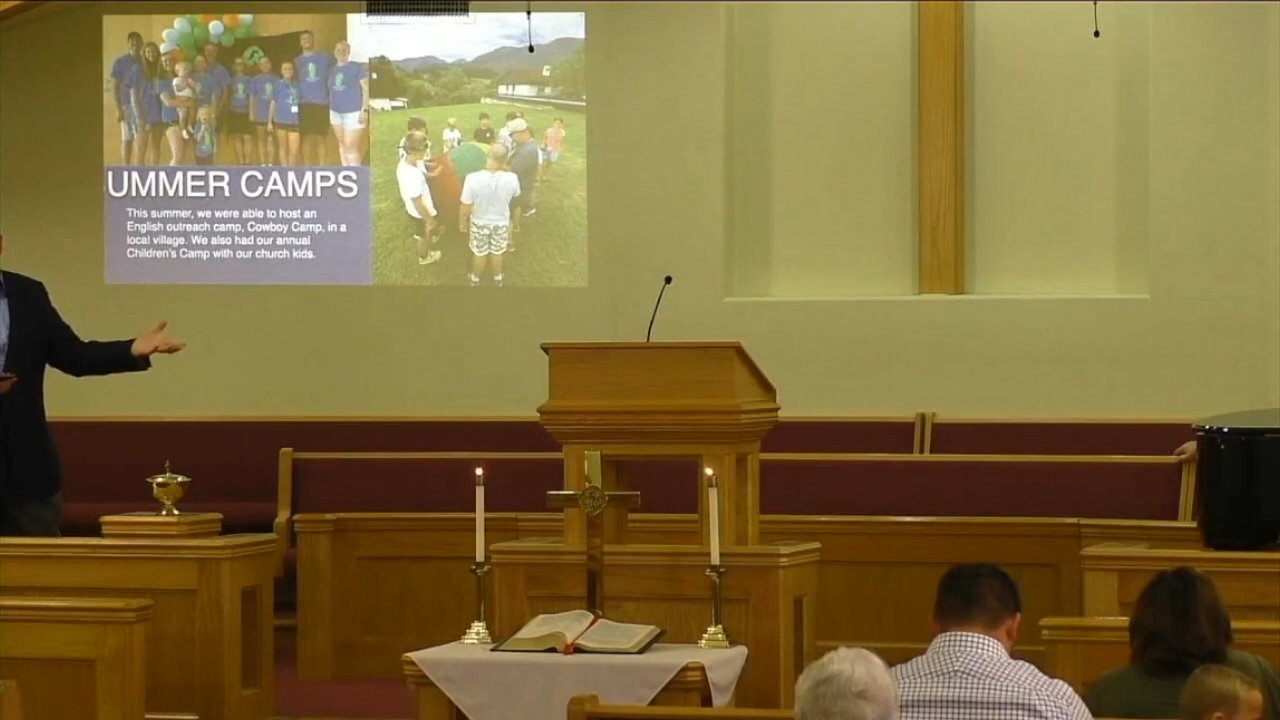 UMMER CAMPS
This summer, we were able to host an
English outreach camp, Cowboy Camp, in a
local village. We also had our annual
Children's Camp with our church kids.